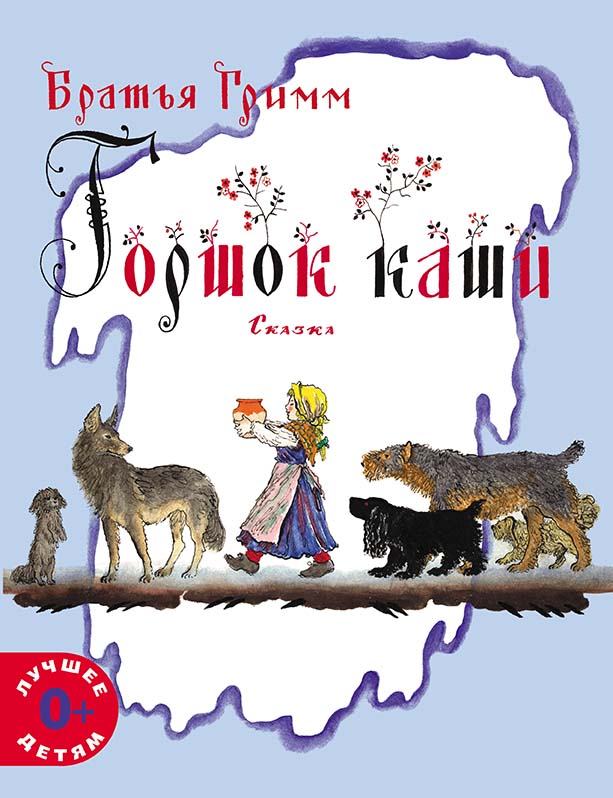 Братья Гримм
Горшок каши
Сказка
ЛУЧШЕЕ
0+
ДЕТЯМ